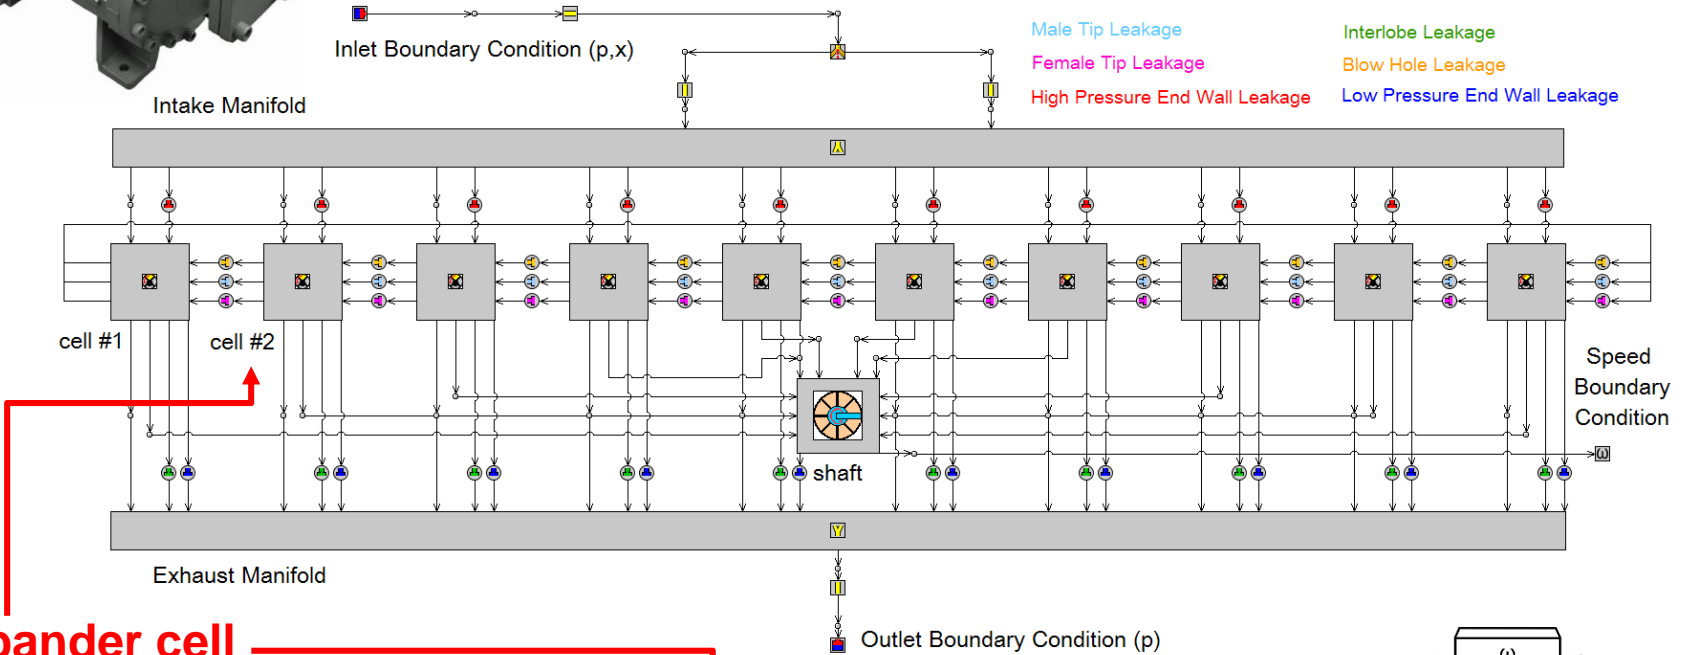 Inlet Boundary Condition (p,x)
Male Tip Leakage
Interlobe Leakage
Female Tip Leakage
Blow Hole Leakage
High Pressure End Wall Leakage
Low Pressure End Wall Leakage
Intake Manifold
cell #1
cell #2
Speed
Boundary
Condition
ω
shaft
Exhaust Manifold
Outlet Boundary Condition (p)
pander cell